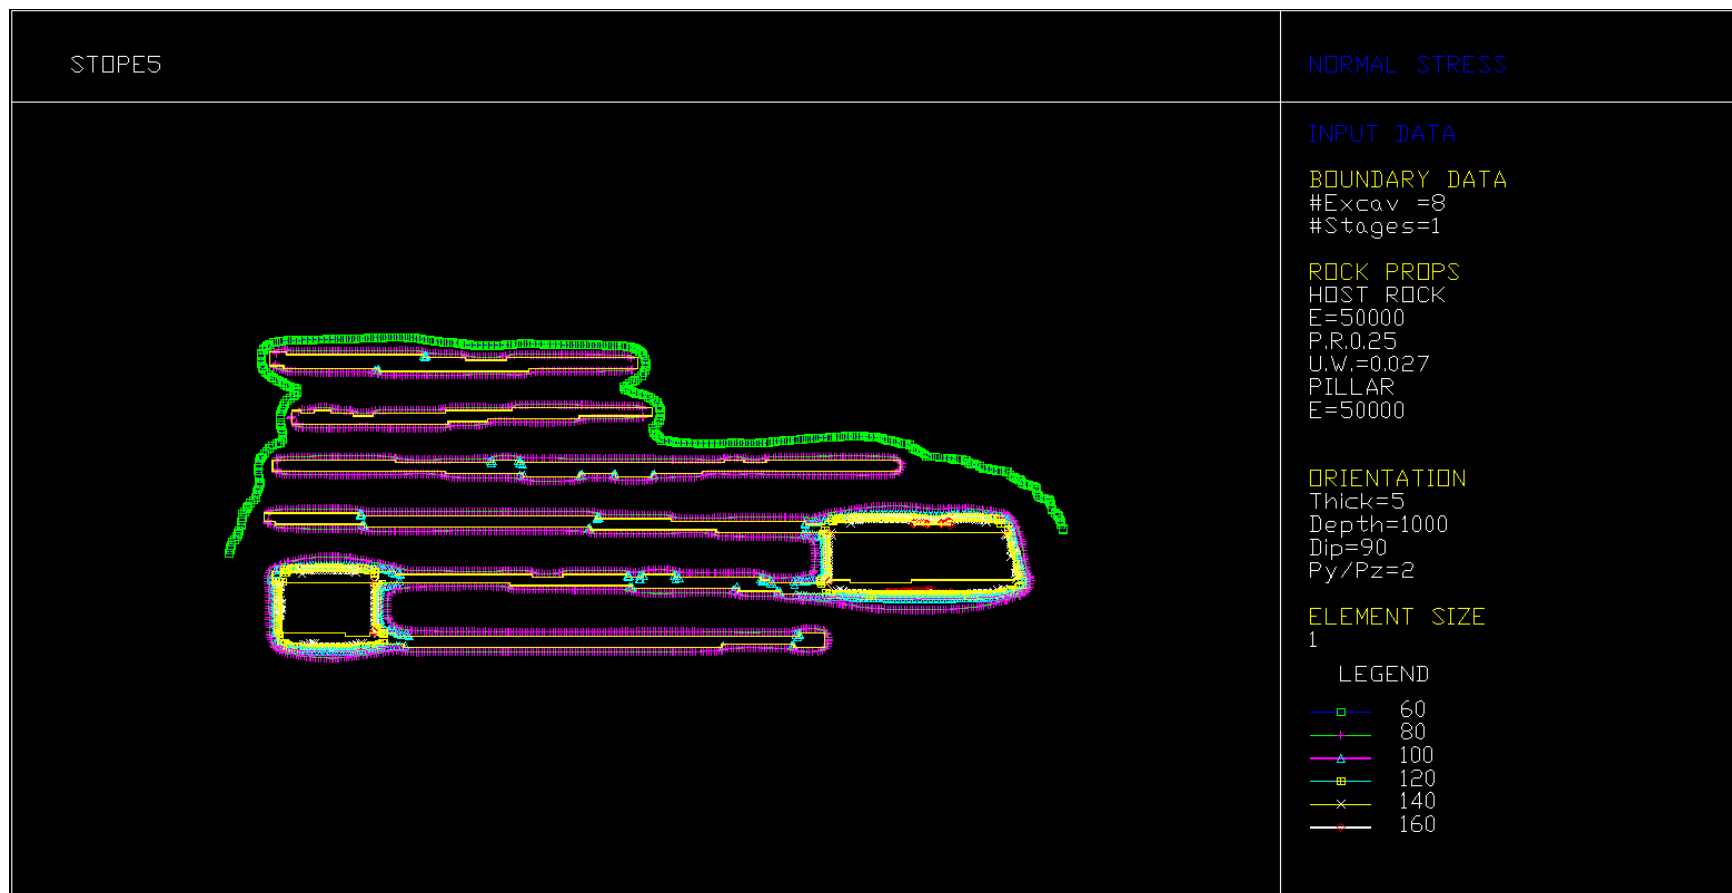 STOPE5
NORMAL STRESS
INPUT DATA
BOUNDARY DATA
#Excav =8
#Stages=1
ROCK PROPS
HOST ROCK
E=50000
P.R.0.25
U.W.=0.027
PILLAR
E=50000
ORIENTATION
Thick=5
Depth=1000
Dip=90
Py/Pz=2
ELEMENT SIZE
1
LEGEND
60
80
100
120
140
160